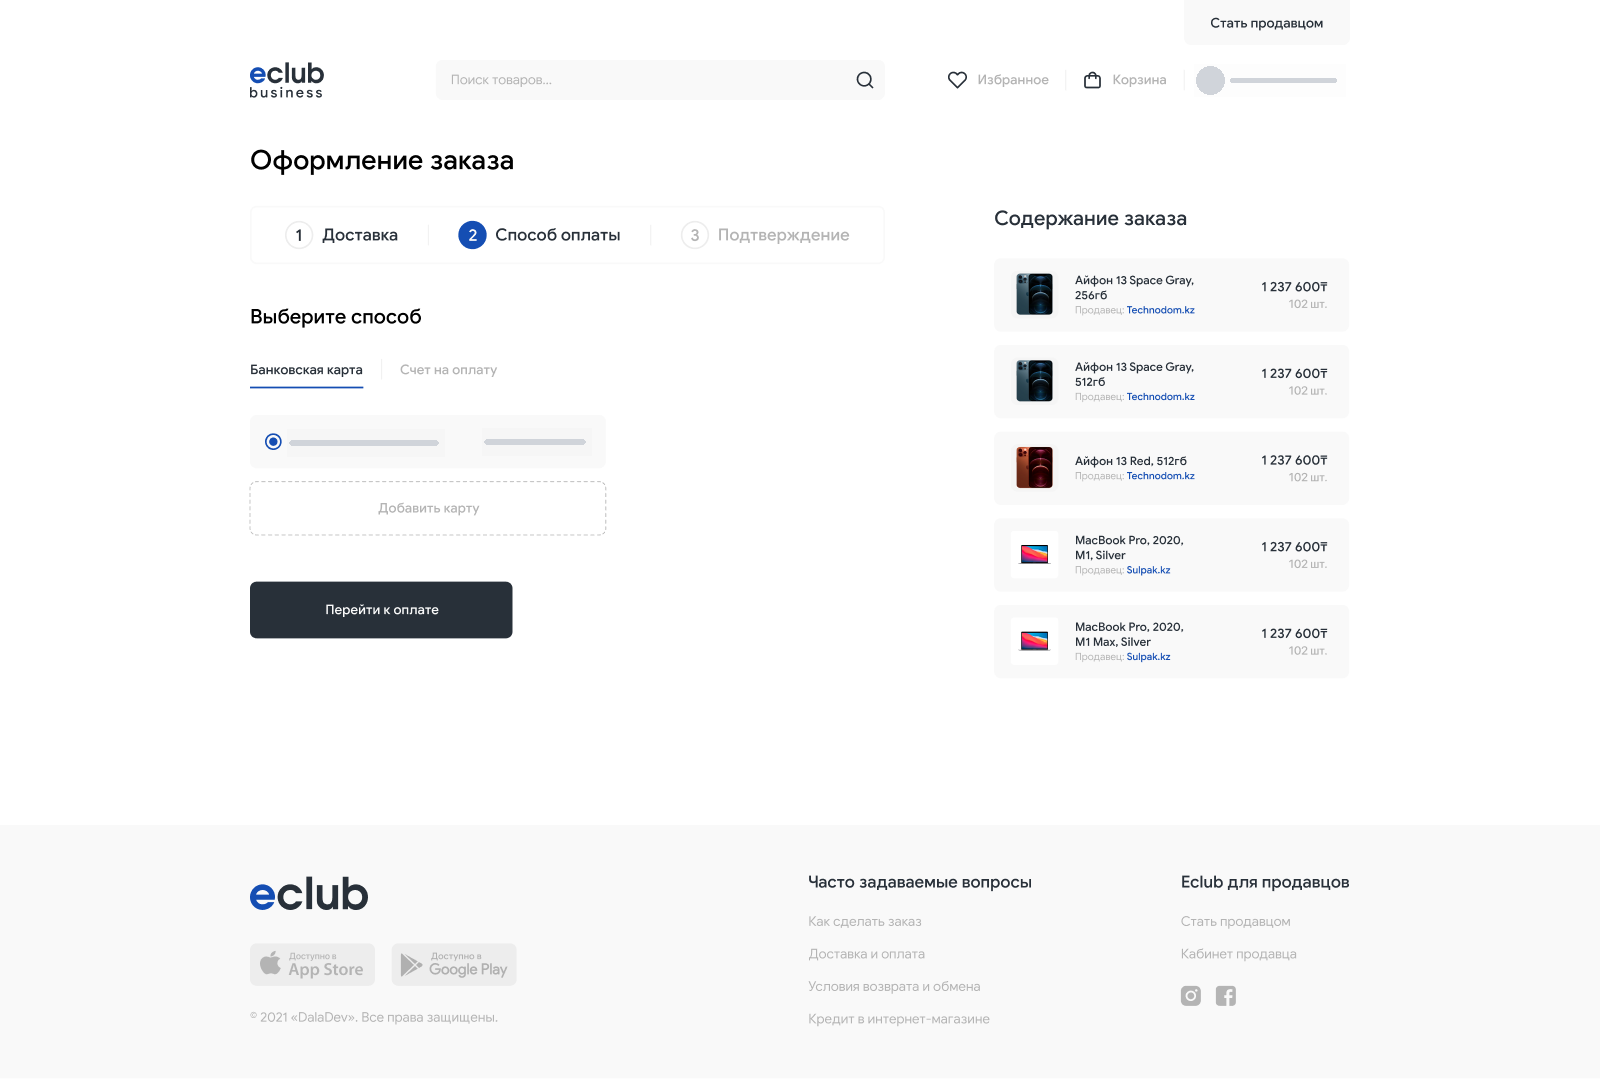 Стать продавцом
eclub
business
Поиск товаров...
Избранное
Корзина
Оформление заказа
1 Доставка
2 Способ оплаты
3 Подтверждение
Выберите способ
Банковская карта
Счет на оплату
Добавить карту
Перейти к оплате
Содержание заказа
Айфон 13 Space Gray,
256гб
Продавец: Technodom.kz
1 237 600₸
102 шт.
Айфон 13 Space Gray,
512гб
Продавец: Technodom.kz
1 237 600₸
102 шт.
Айфон 13 Red, 512гб
Продавец: Technodom.kz
1 237 600₸
102 шт.
MacBook Pro, 2020,
M1, Silver
Продавец: Sulpak.kz
1 237 600₸
102 шт.
MacBook Pro, 2020,
M1 Max, Silver
Продавец: Sulpak.kz
1 237 600₸
102 шт.
eclub
Доступно в
App Store
Доступно в
Google Play
© 2021 «DalaDev». Все права защищены.
Часто задаваемые вопросы
Как сделать заказ
Доставка и оплата
Условия возврата и обмена
Кредит в интернет-магазине
Eclub для продавцов
Стать продавцом
Кабинет продавца